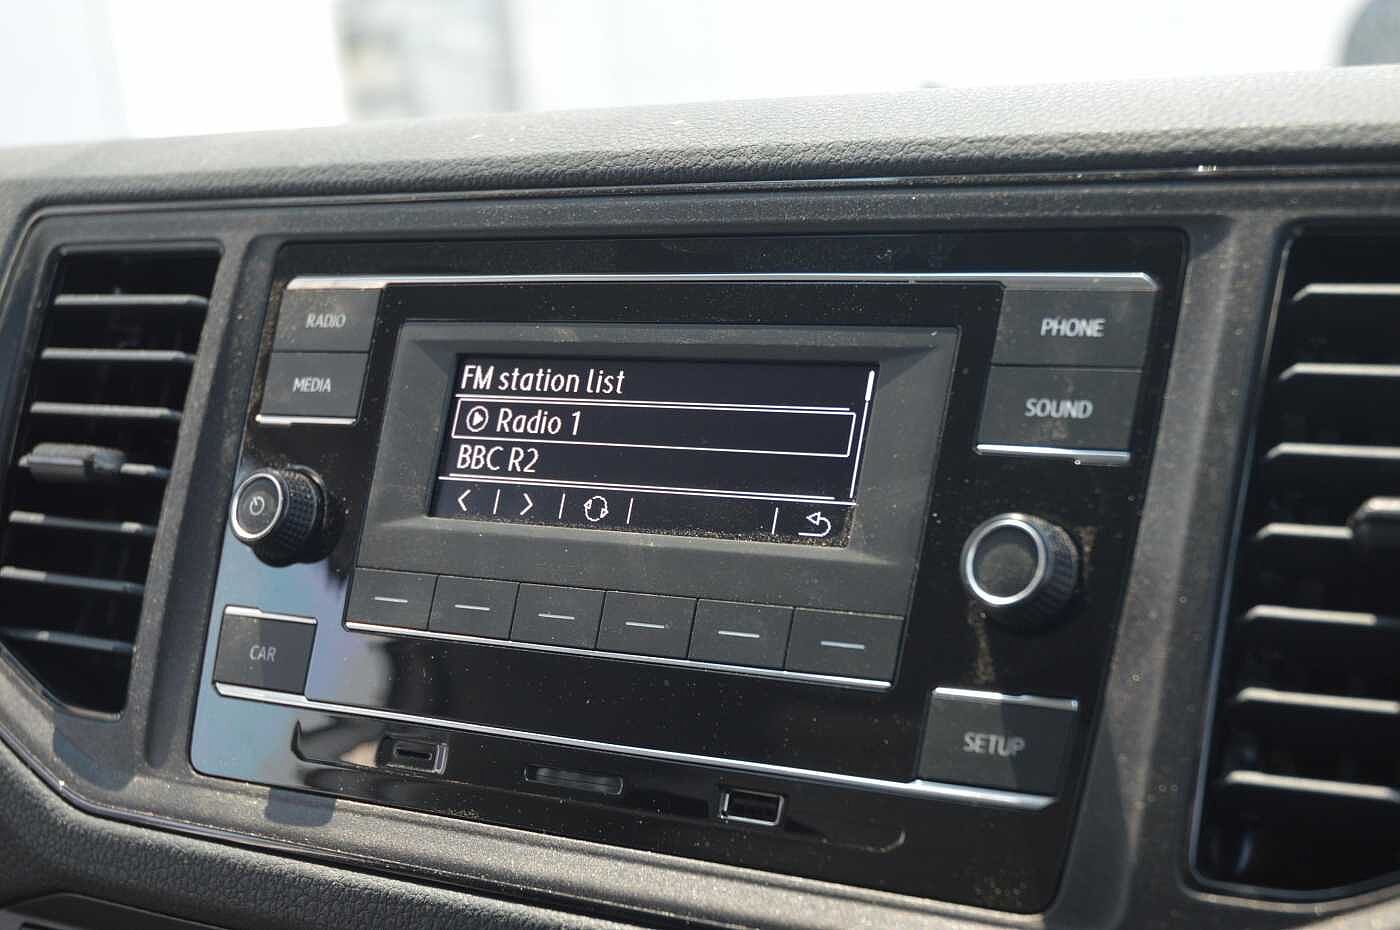 RADIO
MEDIA
FM station list
Radio 1
BBC R2
PHONE
SOUND
CAR
SETUP